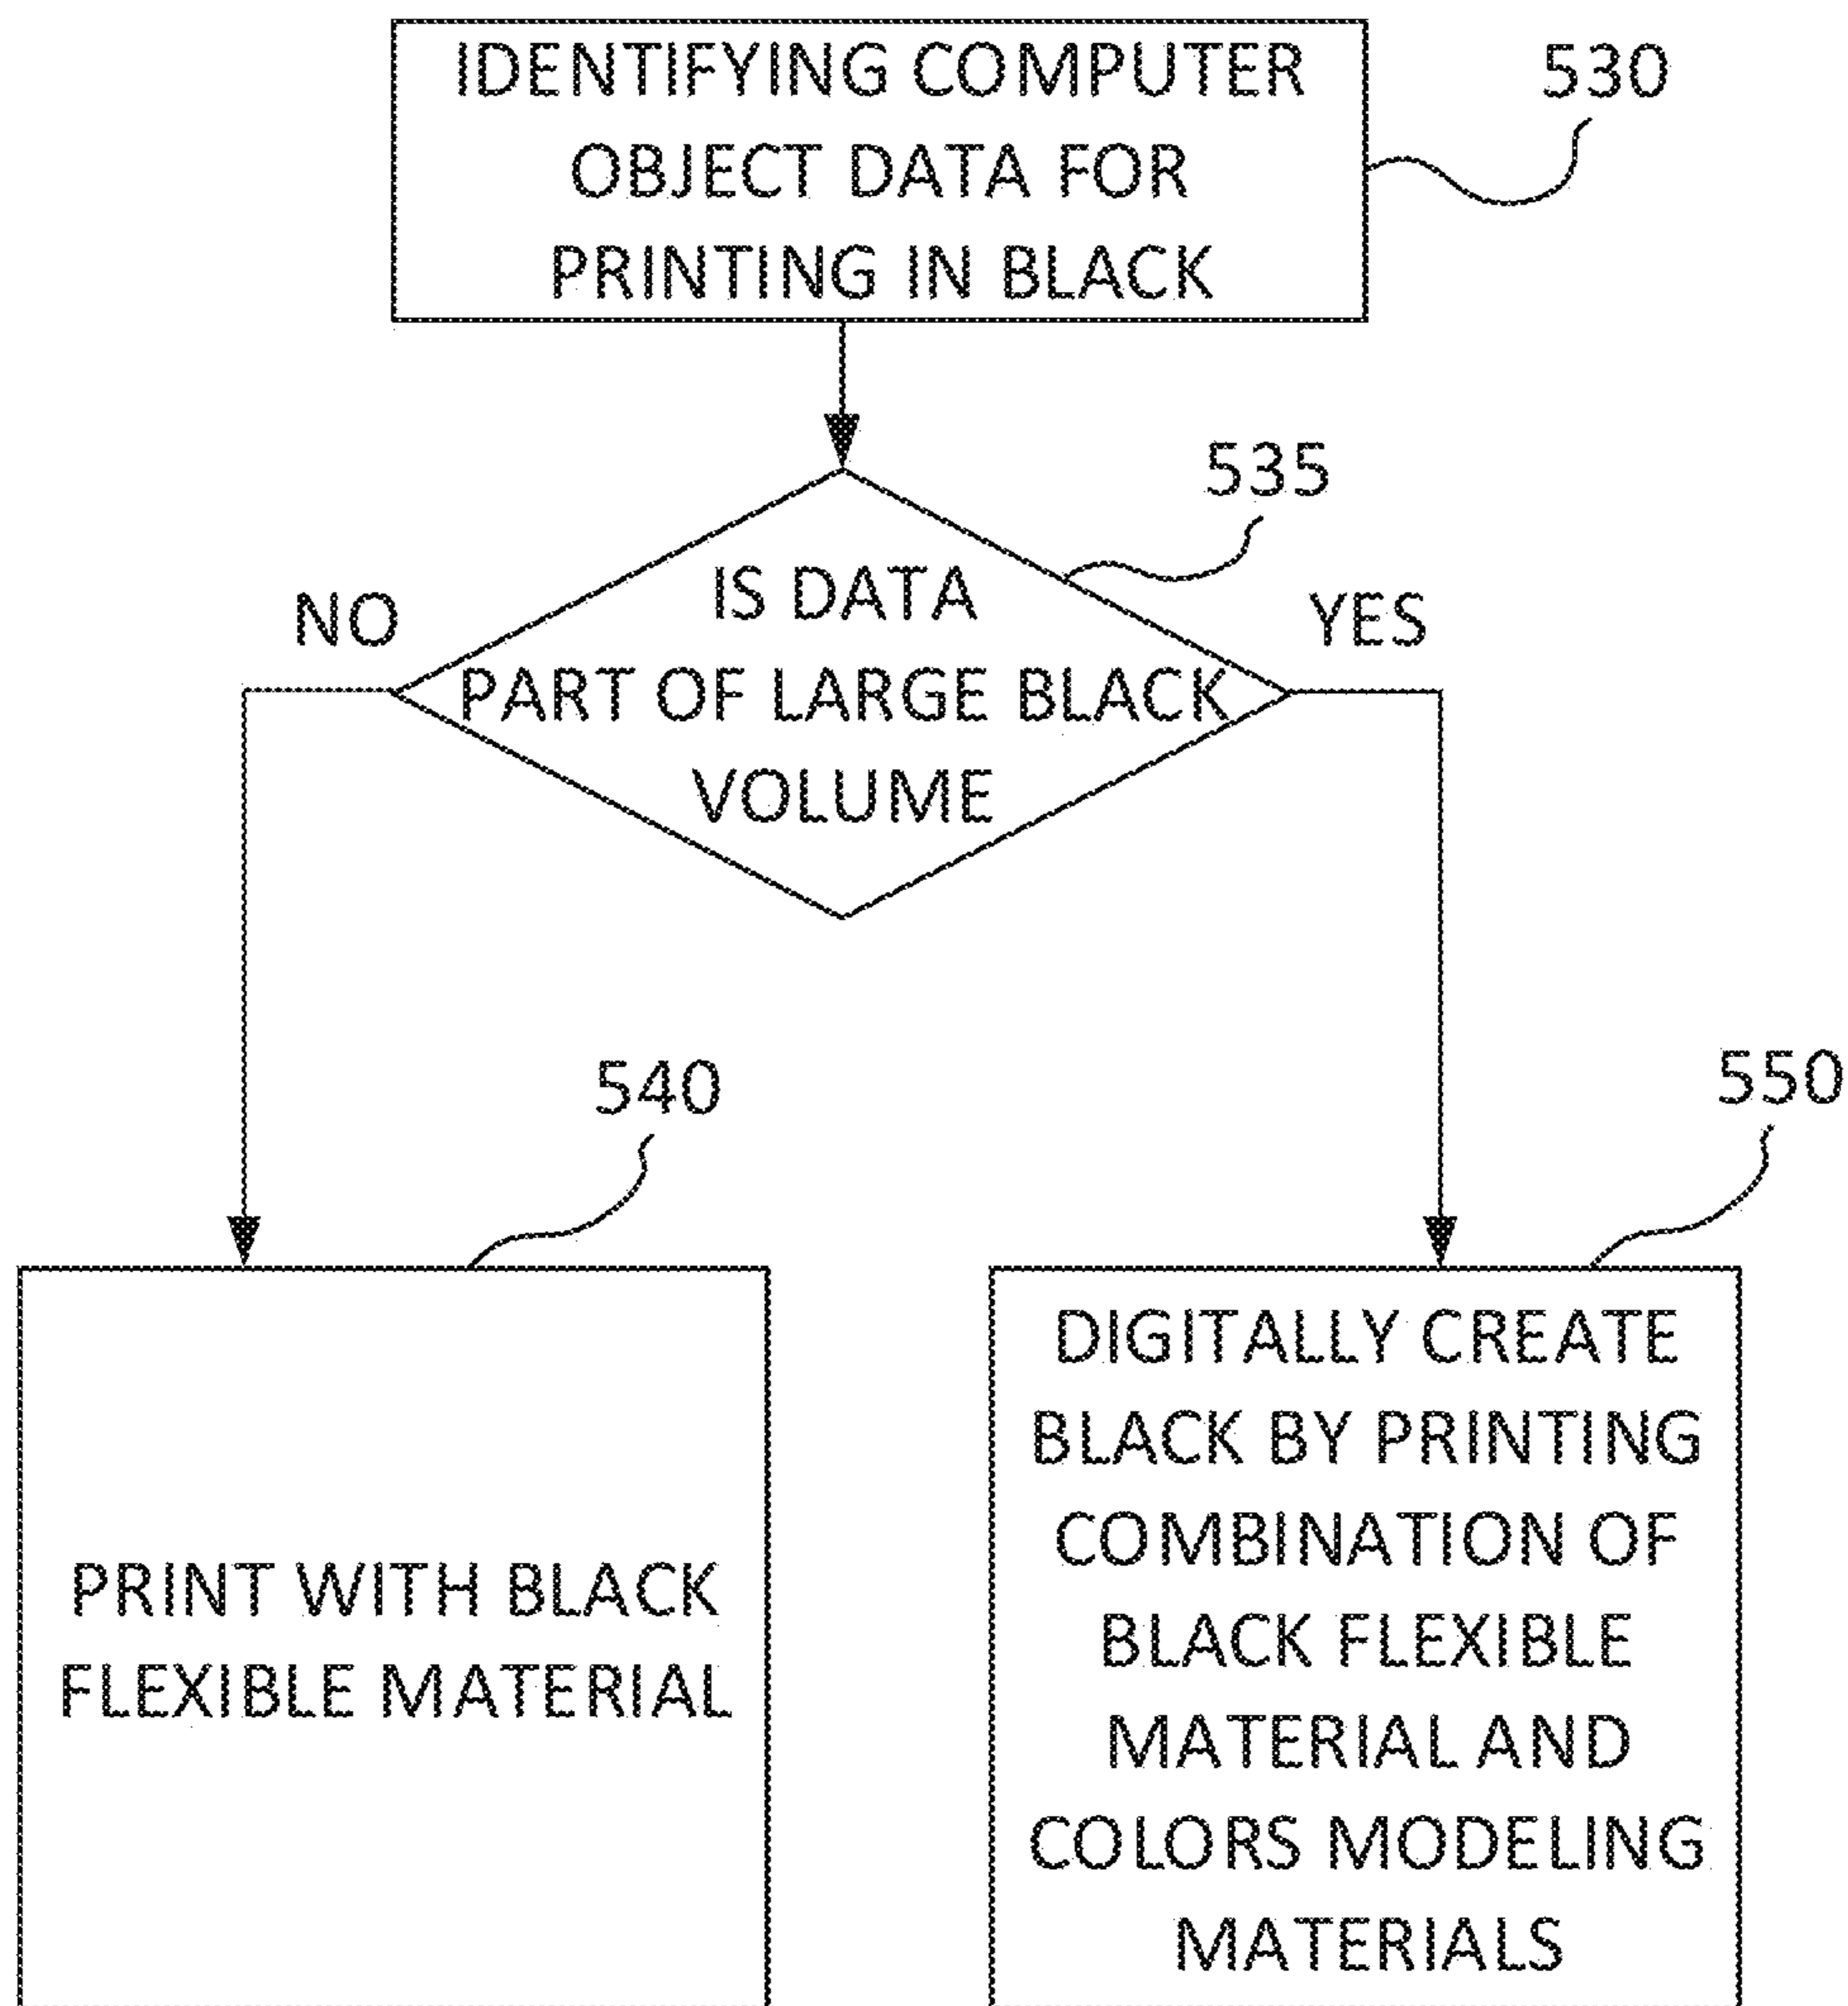 IDENTIFYING COMPUTER
OBJECT DATA FOR
PRINTING IN BLACK
530
535
IS DATA
PART OF LARGE BLACK
VOLUME
NO
YES
540
PRINT WITH BLACK
FLEXIBLE MATERIAL
550
DIGITALLY CREATE
BLACK BY PRINTING
COMBINATION OF
BLACK FLEXIBLE
MATERIAL AND
COLORS MODELING
MATERIALS